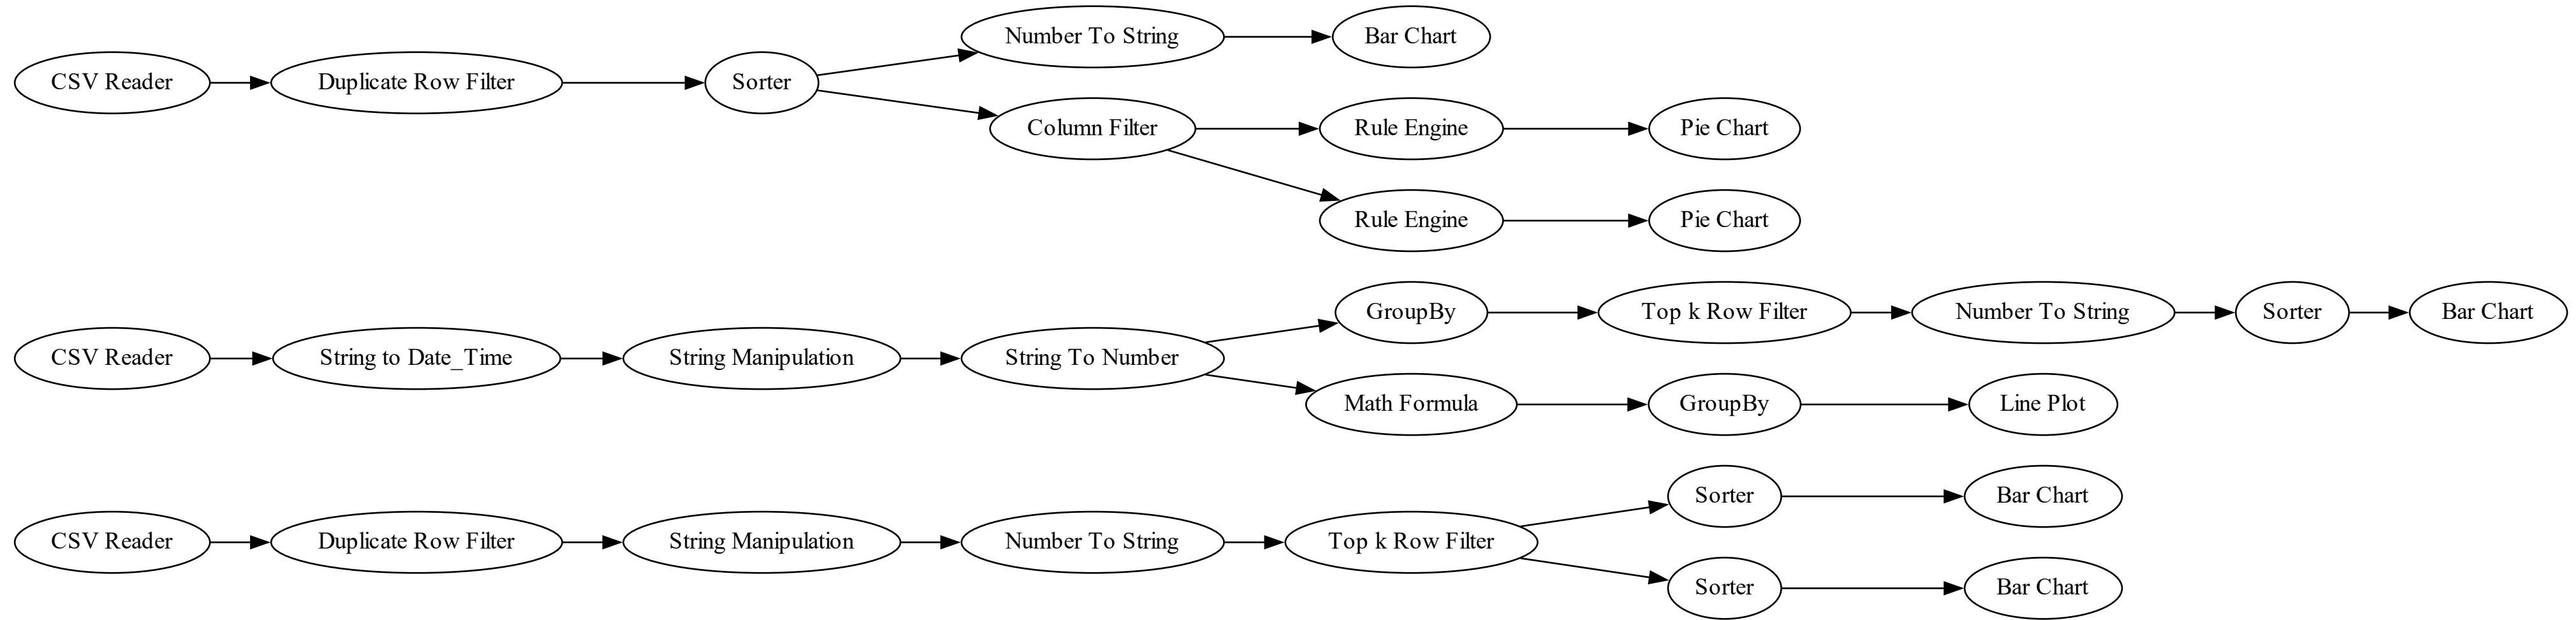 CSV Reader
Duplicate Row Filter
Sorter
Number To String
Bar Chart
Column Filter
Rule Engine
Pie Chart
Rule Engine
Pie Chart
CSV Reader
String to Date_Time
String Manipulation
String To Number
GroupBy
Top k Row Filter
Number To String
Sorter
Bar Chart
Math Formula
GroupBy
Line Plot
CSV Reader
Duplicate Row Filter
String Manipulation
Number To String
Top k Row Filter
Sorter
Bar Chart
Sorter
Bar Chart